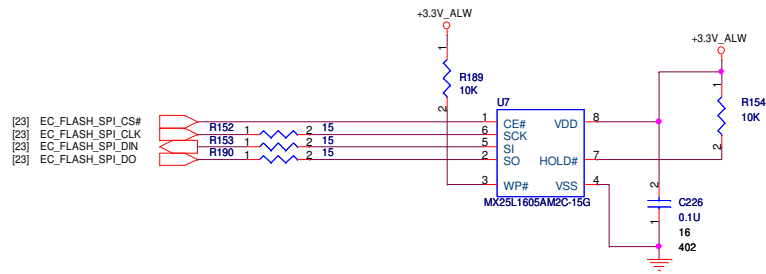 +3.3V_ALW
+3.3V_ALW
1
R189
10K
2
1
R154
10K
2
U7
[23] EC_FLASH_SPI_CS#
1 CE# VDD 8
[23] EC_FLASH_SPI_CLK
R152 1 2 15
6 SCK
[23] EC_FLASH_SPI_DIN
R153 1 2 15
5 SI
[23] EC_FLASH_SPI_DO
R190 1 2 15
2 SO HOLD# 7
3 WP# VSS 4
MX25L1605AM2C-15G
2
C226
0.1U
1
16
402